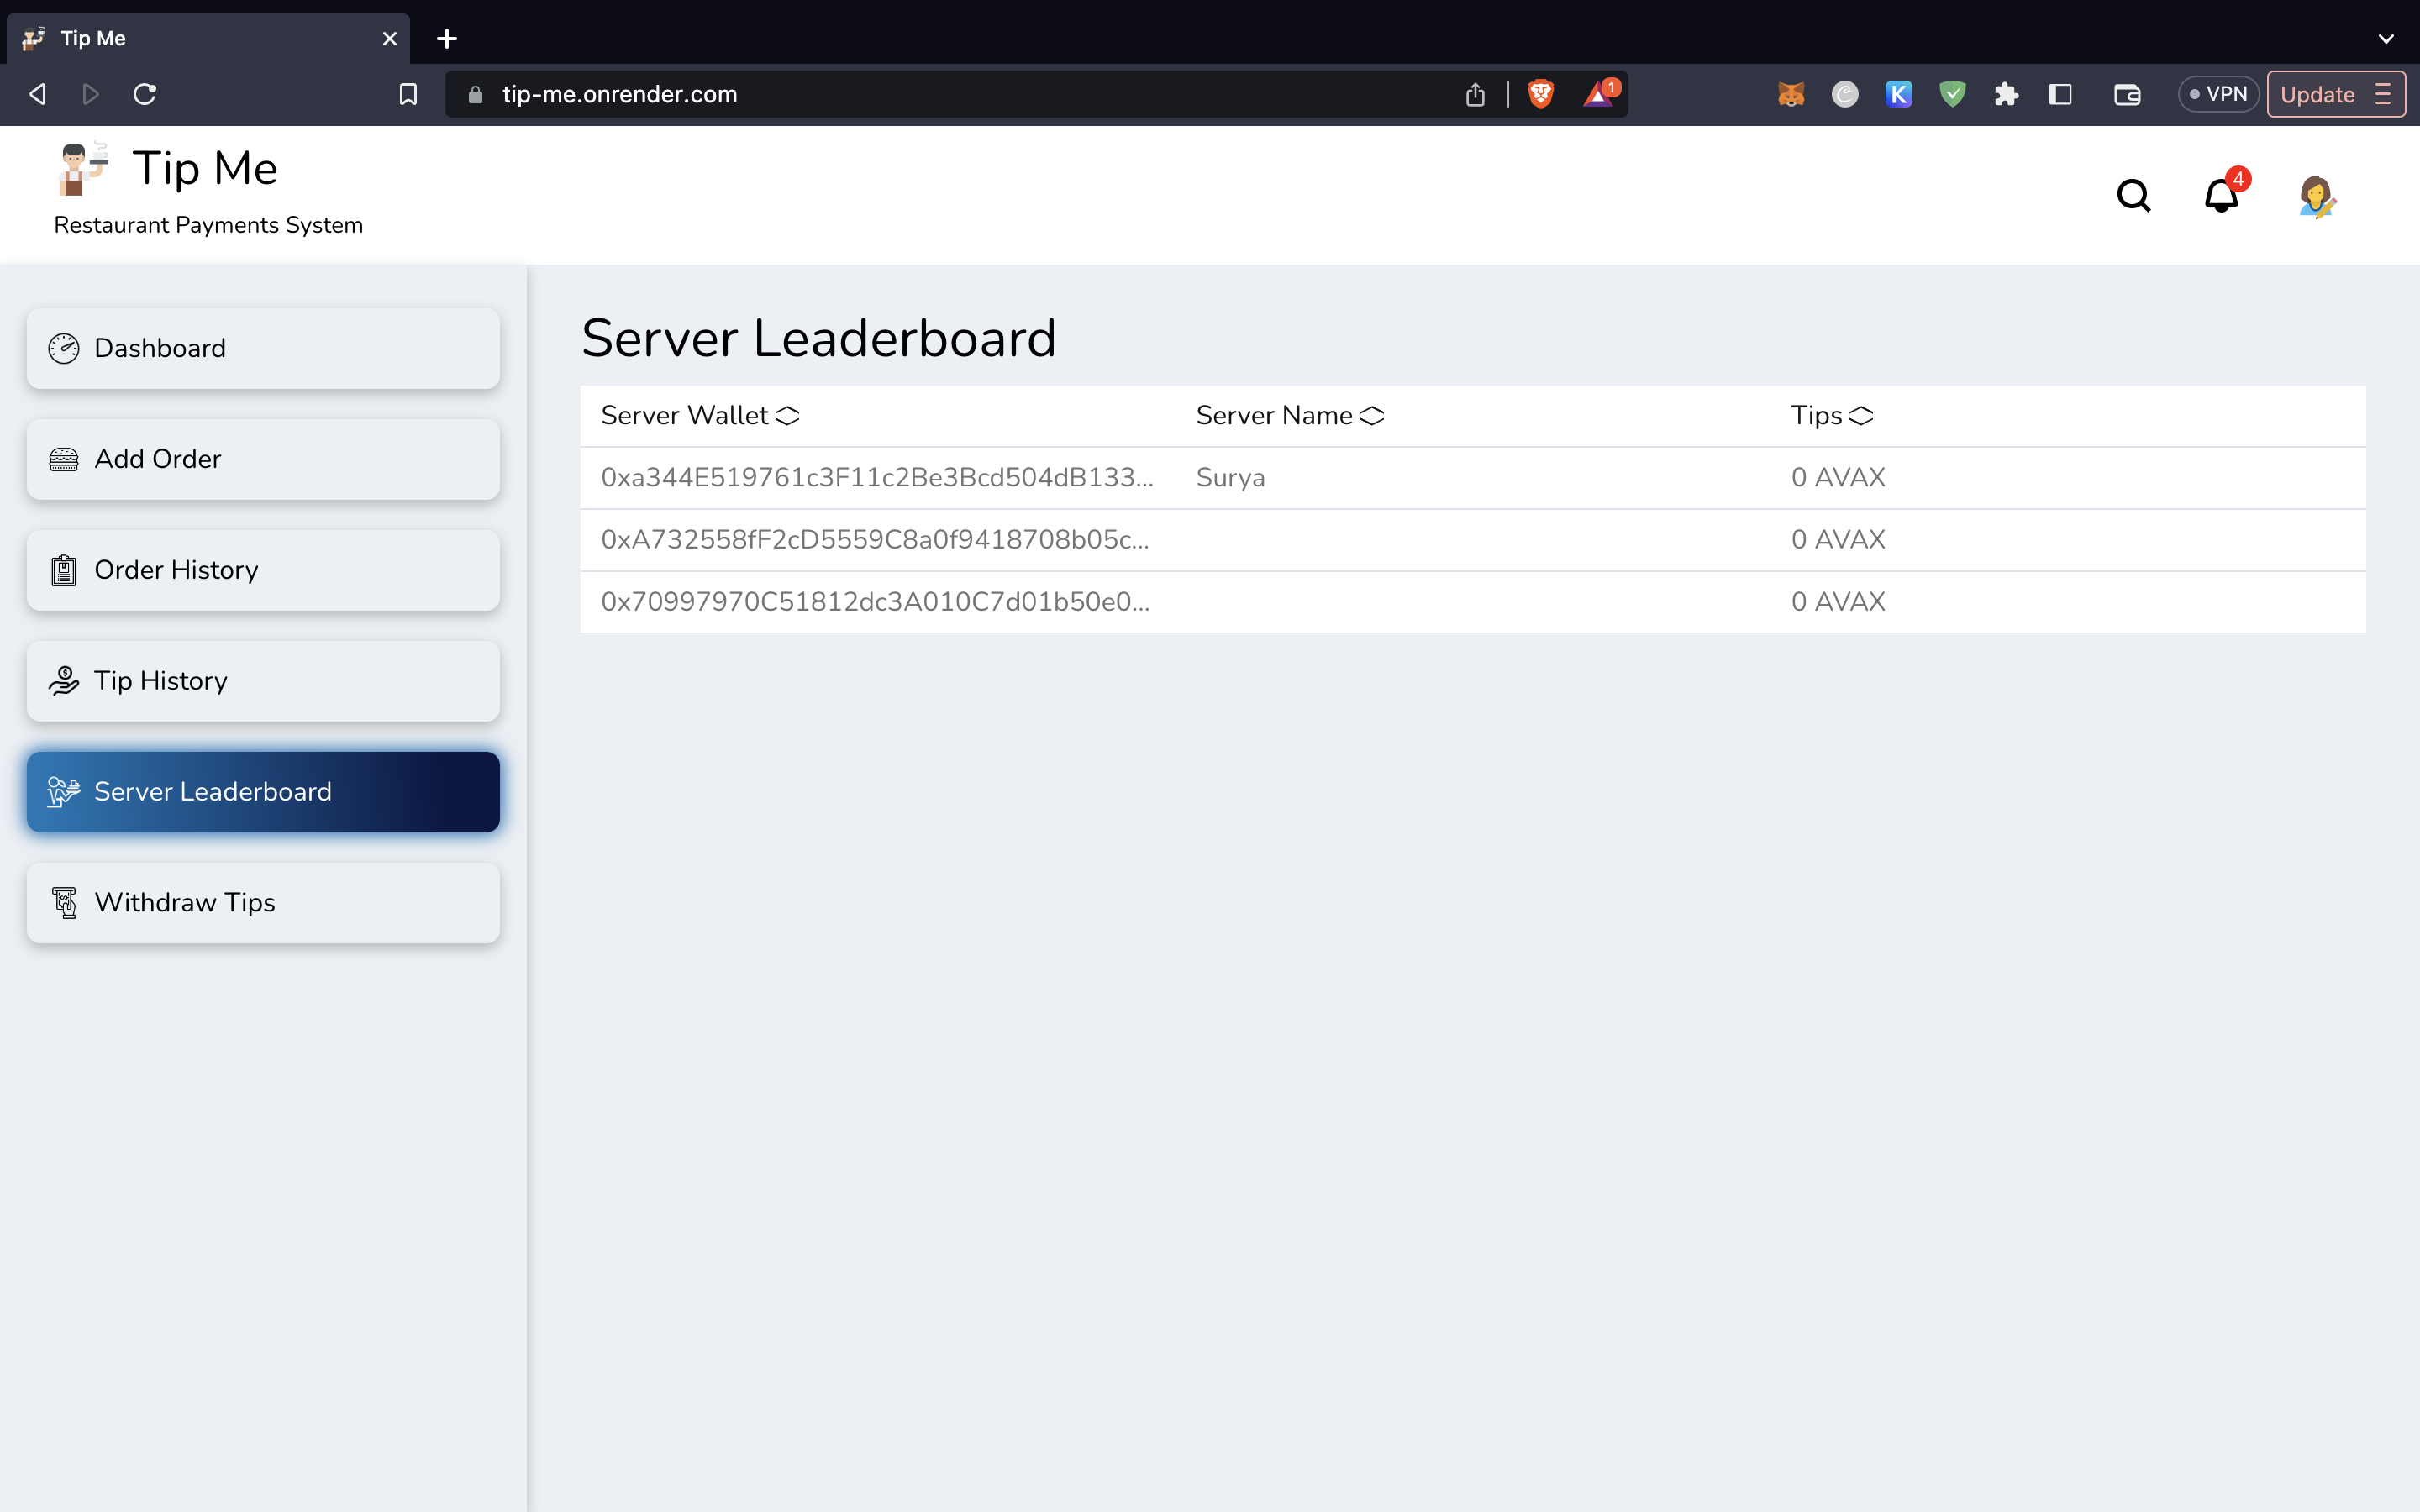 Tip Me
tip-me.onrender.com
1
K
VPN
Update
Tip Me
Restaurant Payments System
4
Dashboard
Add Order
Order History
Tip History
Server Leaderboard
Withdraw Tips
Server Leaderboard
Server Wallet Server Name Tips
0xa344E519761c3F11c2Be3Bcd504dB133... Surya 0 AVAX
0xA732558fF2cD5559C8a0f9418708b05c... 0 AVAX
0x70997970C51812dc3A010C7d01b50e0... 0 AVAX